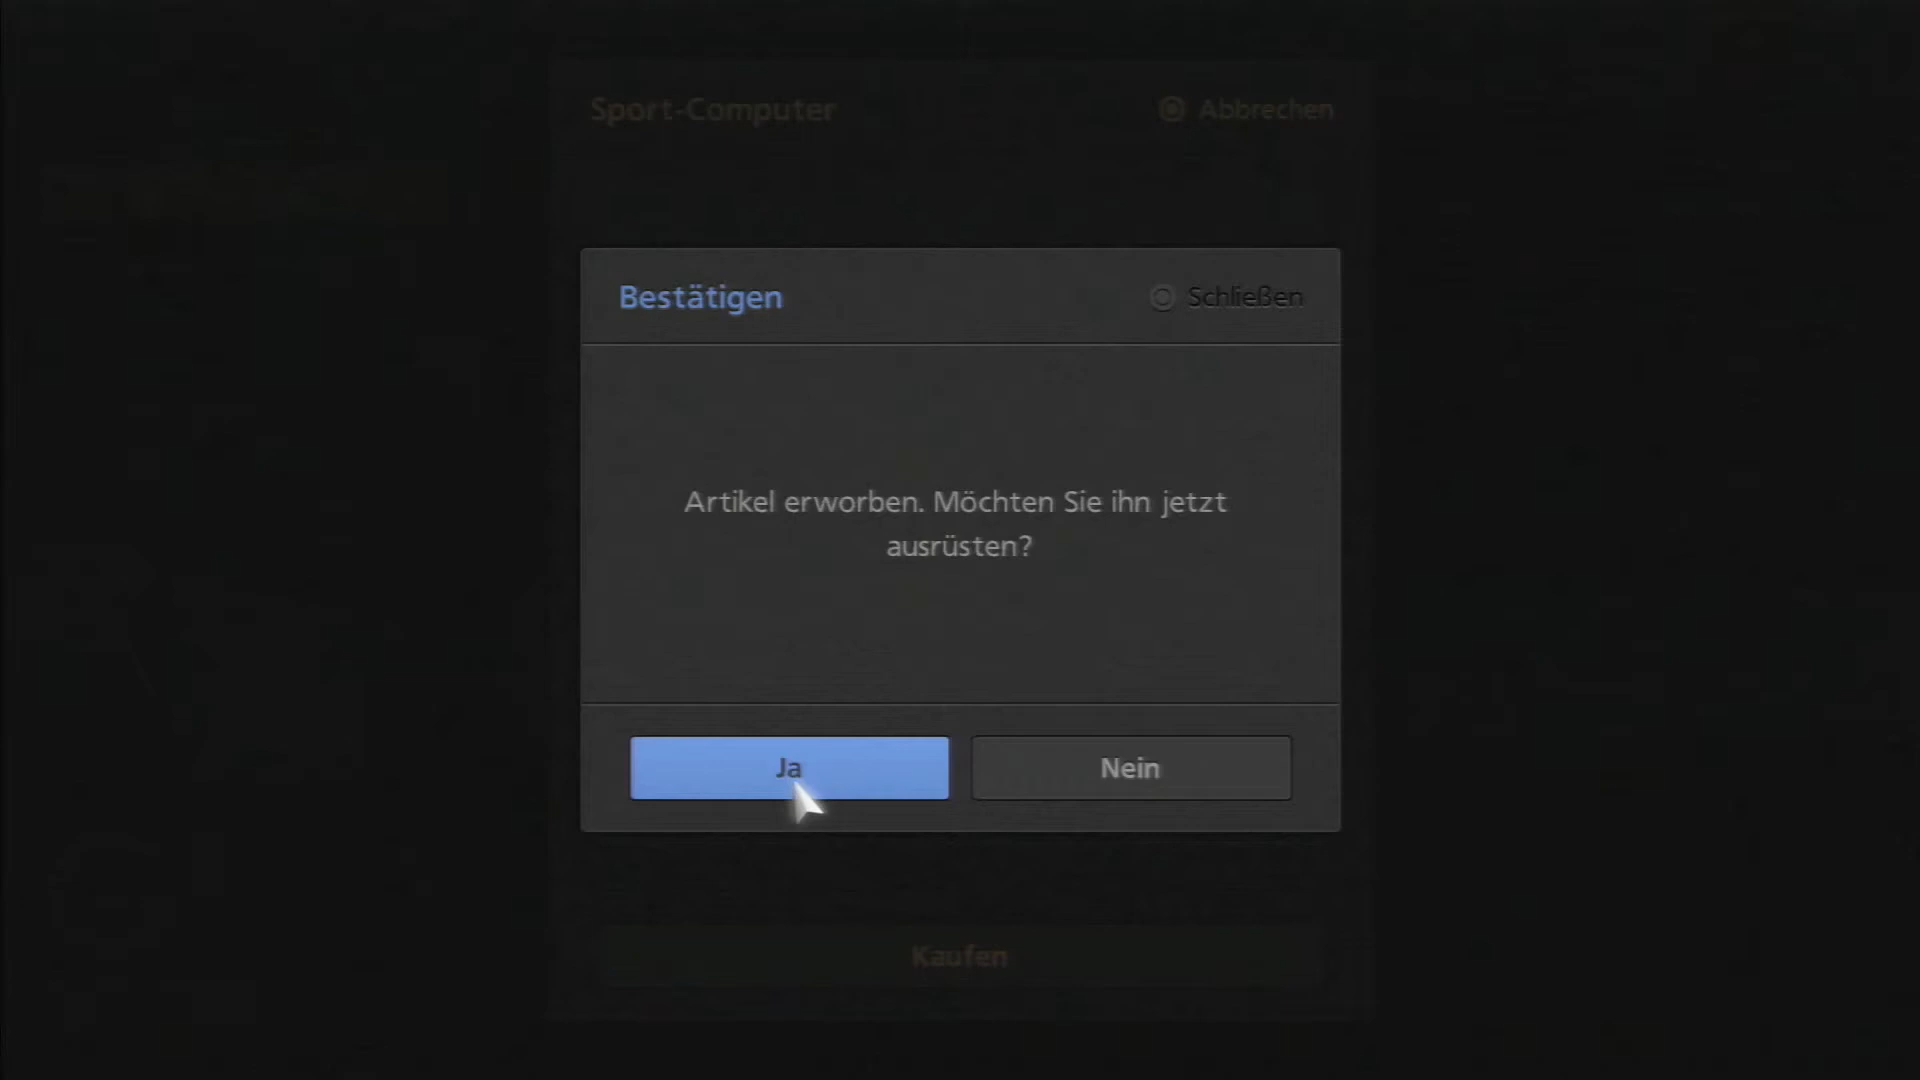 Sport-Computer
Abbrechen
Bestätigen
Schließen
Artikel erworben. Möchten Sie ihn jetzt
ausrüsten?
Ja
Nein
Kaufen